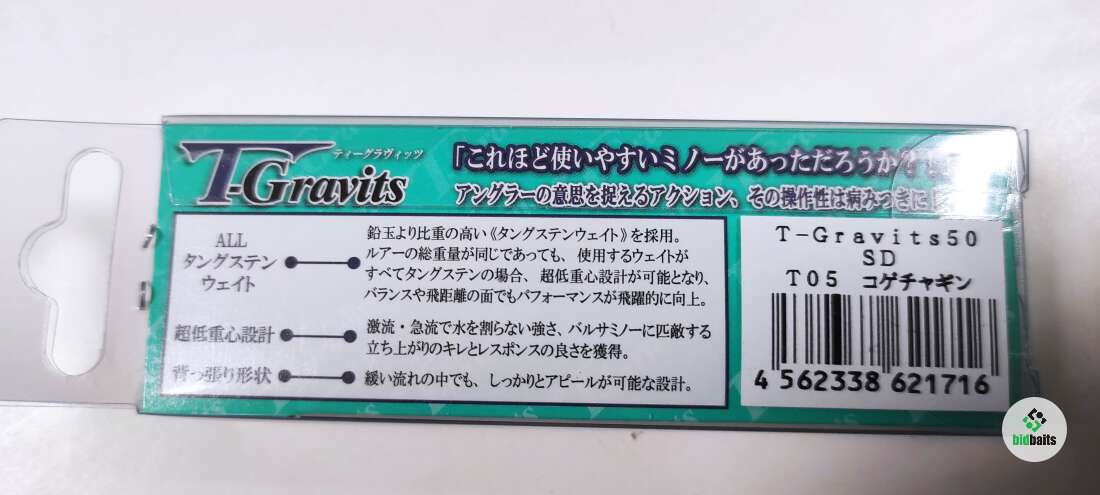 ティーグラヴィッツ
T-Gravits
「これほど使いやすいミノーがあっただろうか
アングラーの意思を捉えるアクション、その操作性は病みつきに
ALL
タングステン
ウェイト
鉛玉より比重の高い《タングステンウェイト》を採用。
ルアーの総重量が同じであっても、使用するウェイトが
すべてタングステンの場合、超低重心設計が可能となり、
バランスや飛距離の面でもパフォーマンスが飛躍的に向上。
超低重心設計
激流・急流で水を割らない強さ、バルサミノーに匹敵する
立ち上がりのキレとレスポンスの良さを獲得。
背っ張り形状
緩い流れの中でも、しっかりとアピールが可能な設計。
T-Gravits50
SD
T05 コゲチャギン
4 562338 621716
bidbaits